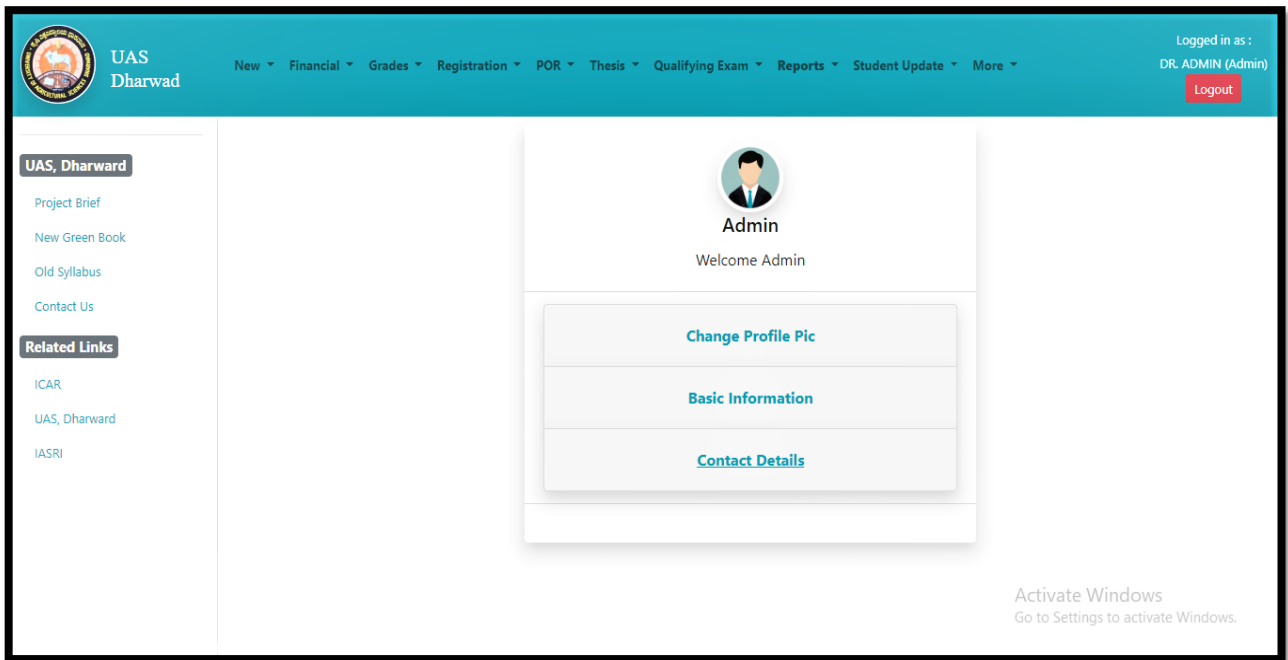 UAS
Dharwad
New Financial Grades Registration POR Thesis Qualifying Exam Reports Student Update More
Logged in as :
DR. ADMIN (Admin)
Logout
UAS, Dharward
Project Brief
New Green Book
Old Syllabus
Contact Us
Related Links
ICAR
UAS, Dharward
IASRI
Admin
Welcome Admin
Change Profile Pic
Basic Information
Contact Details
Activate Windows
Go to Settings to activate Windows.